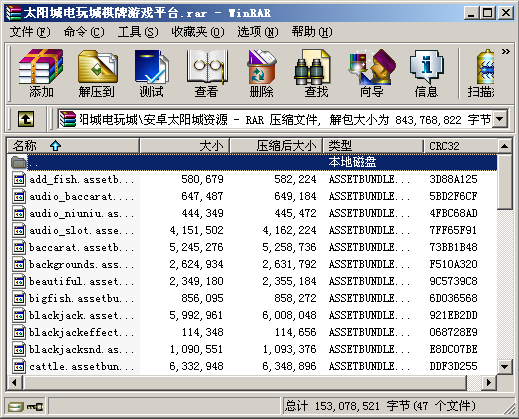 太阳城电玩城棋牌游戏平台.rar - WinRAR
文件(F) 命令(C) 工具(S) 收藏夹(O) 选项(N) 帮助(H)
添加 解压到 测试 查看 删除 查找 向导 信息 扫描 »
阳城电玩城\安卓太阳城资源 - RAR 压缩文件, 解包大小为 843,768,822 字节
名称 大小 压缩后大小 类型 CRC32
.. 本地磁盘
add_fish.assetb... 580,679 582,224 ASSETBUNDLE... 3D88A125
audio_baccarat.... 647,487 649,184 ASSETBUNDLE... 5BD2F6CF
audio_niuniu.as... 444,349 445,472 ASSETBUNDLE... 4FBC68AD
audio_slot.asse... 4,151,502 4,162,224 ASSETBUNDLE... 7FF65F91
baccarat.assetb... 5,245,276 5,258,736 ASSETBUNDLE... 73BB1B48
backgrounds.ass... 2,624,934 2,631,792 ASSETBUNDLE... F510A320
beautiful.asset... 2,349,180 2,355,184 ASSETBUNDLE... 9C5739C8
bigfish.assetbu... 856,095 858,272 ASSETBUNDLE... 6D036568
blackjack.asset... 5,992,961 6,008,048 ASSETBUNDLE... 921EB2DD
blackjackeffect... 114,348 114,656 ASSETBUNDLE... 068728E9
blackjacksnd.as... 1,090,551 1,093,376 ASSETBUNDLE... E8DC07BE
cattle.assetbun... 6,332,948 6,348,896 ASSETBUNDLE... DDF3D255
总计 153,078,521 字节(47 个文件)